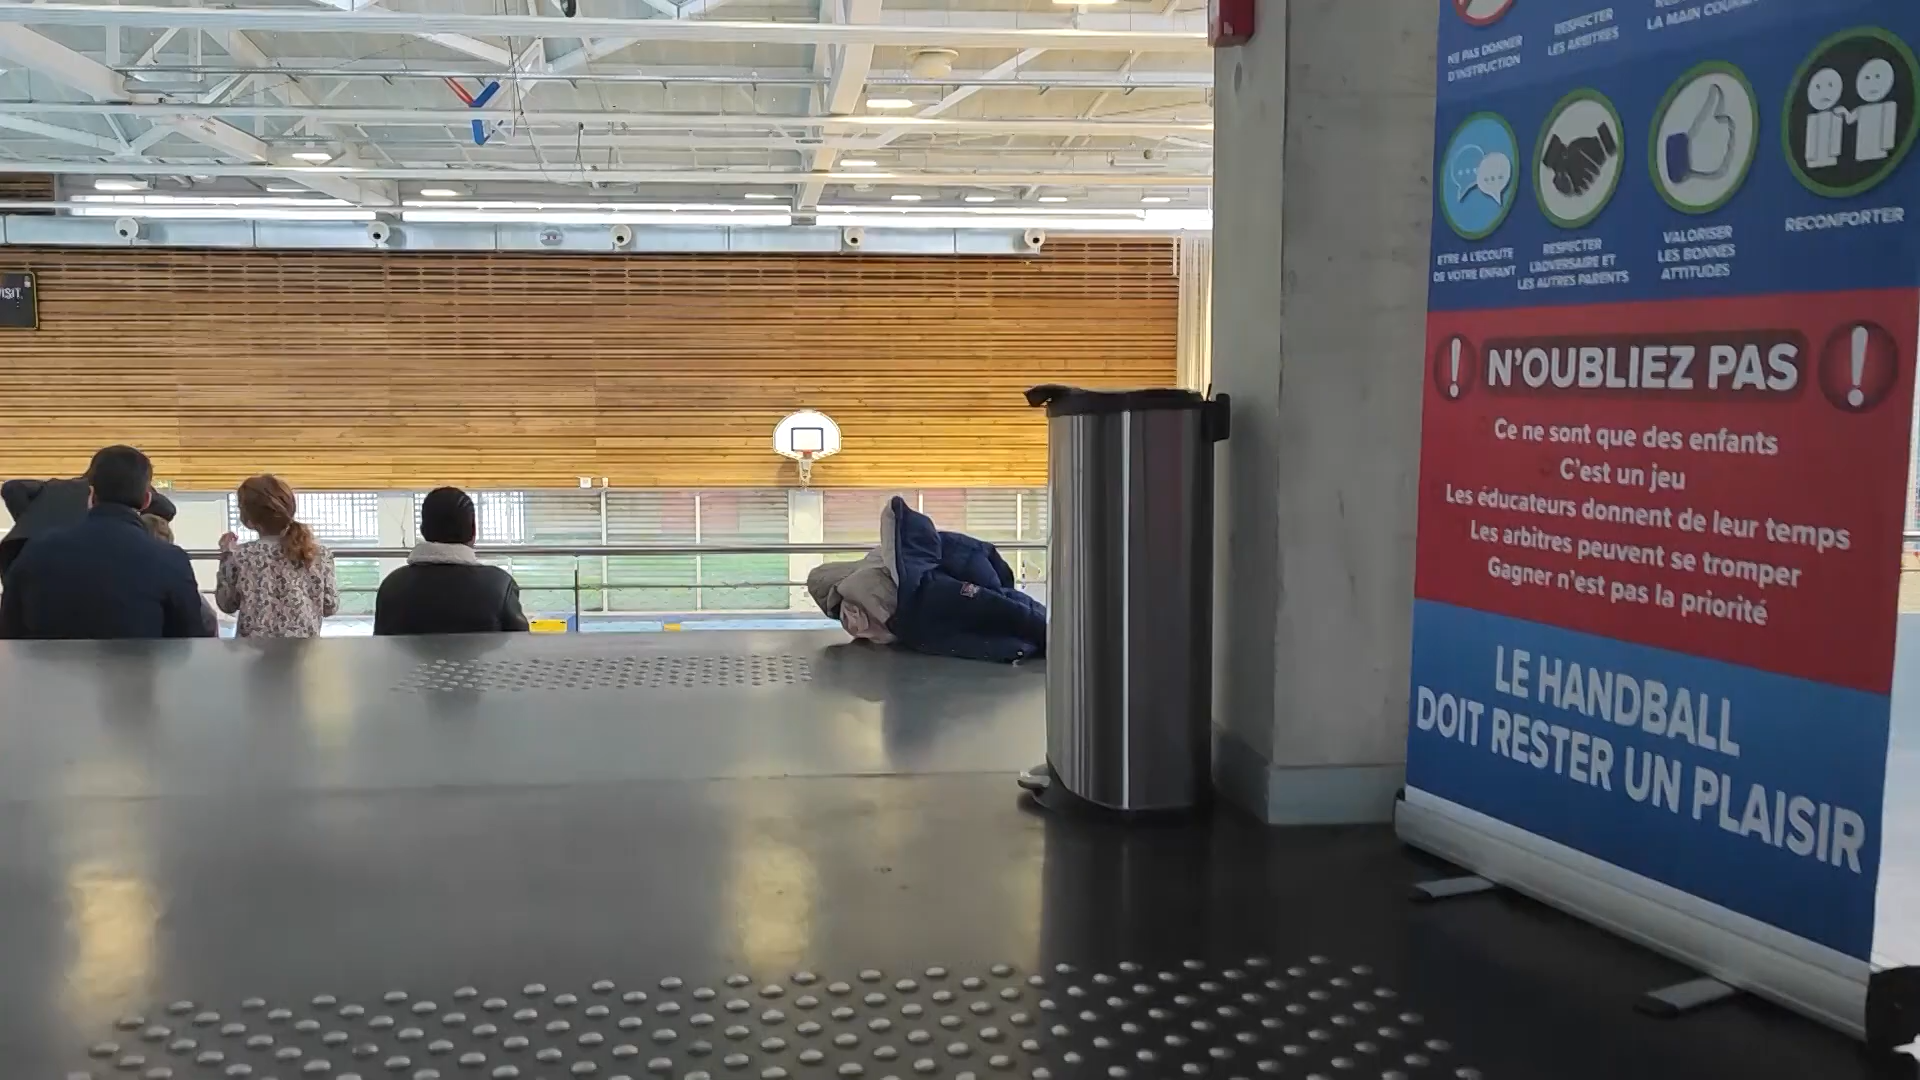 NE PAS DONNER
D'INSTRUCTION
RESPECTER
LES ARBITRES
LA MAIN COURANTE
ETRE A L'ECOUTE
DE VOTRE ENFANT
RESPECTER
L'ADVERSAIRE ET
LES AUTRES PARENTS
VALORISER
LES BONNES
ATTITUDES
RECONFORTER
! N'OUBLIEZ PAS !
Ce ne sont que des enfants
C'est un jeu
Les éducateurs donnent de leur temps
Les arbitres peuvent se tromper
Gagner n'est pas la priorité
LE HANDBALL
DOIT RESTER UN PLAISIR